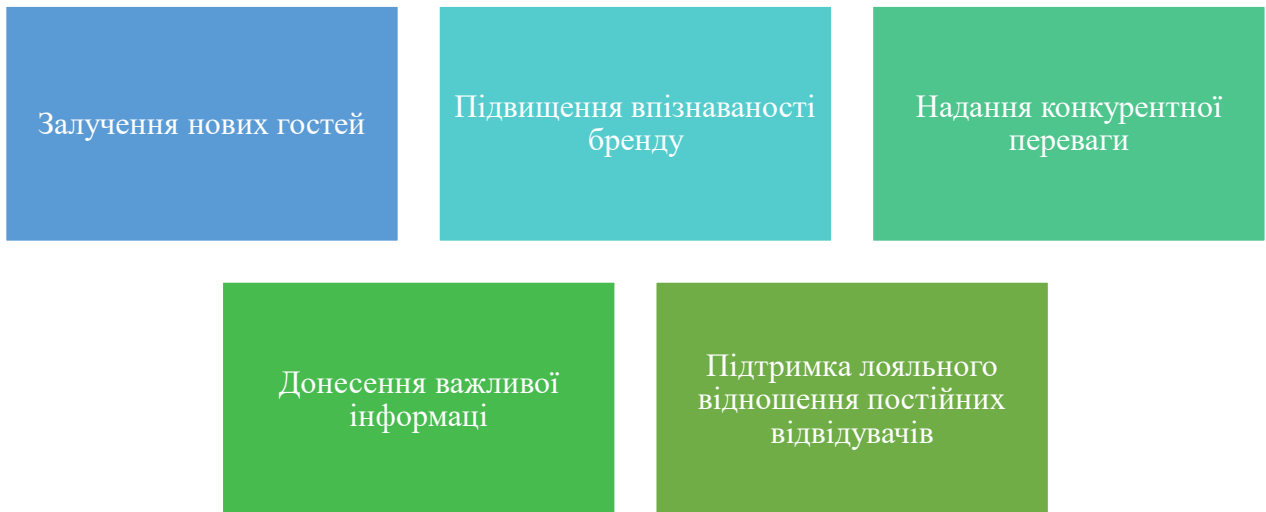 Залучення нових гостей
Підвищення впізнаваності
бренду
Надання конкурентної
переваги
Донесення важливої
інформаці
Підтримка лояльного
відношення постійних
відвідувачів